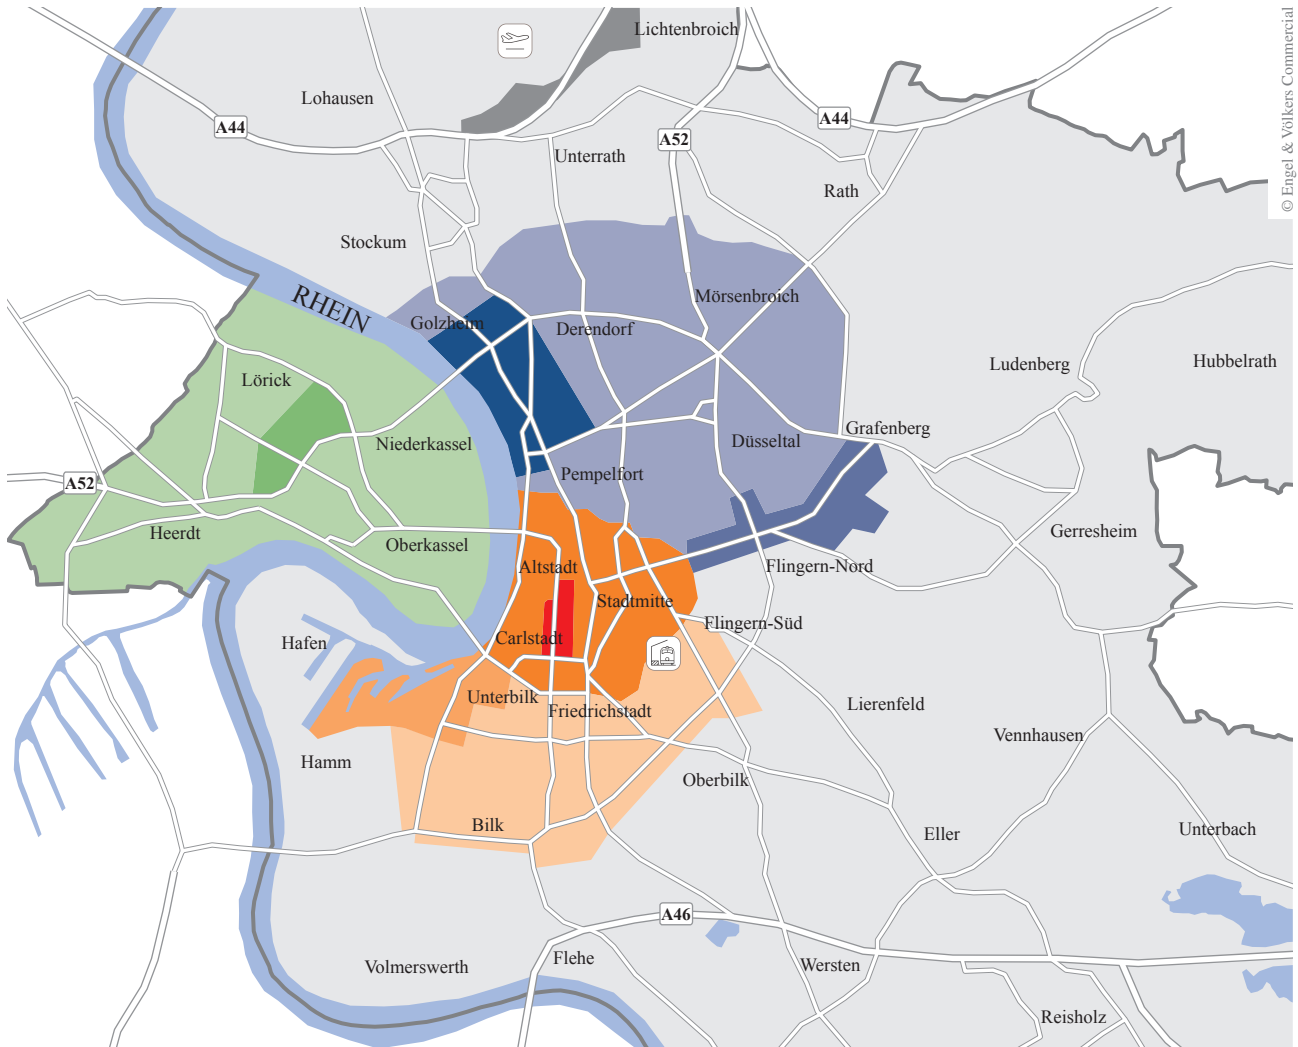 Lichtenbroich
© Engel & Völkers Commercial
Lohausen
A44
A44
A52
Unterrath
Rath
Stockum
RHEIN
Mörsenbroich
Golzheim
Derendorf
Ludenberg
Hubbelrath
Lörick
Grafenberg
Niederkassel
Düsseltal
Pempelfort
A52
Heerdt
Oberkassel
Gerresheim
Altstadt
Flingern-Nord
Stadtmitte
Flingern-Süd
Hafen
Carlstadt
Unterbilk
Friedrichstadt
Lierenfeld
Vennhausen
Hamm
Oberbilk
Bilk
Eller
Unterbach
A46
Flehe
Volmerswerth
Wersten
Reisholz